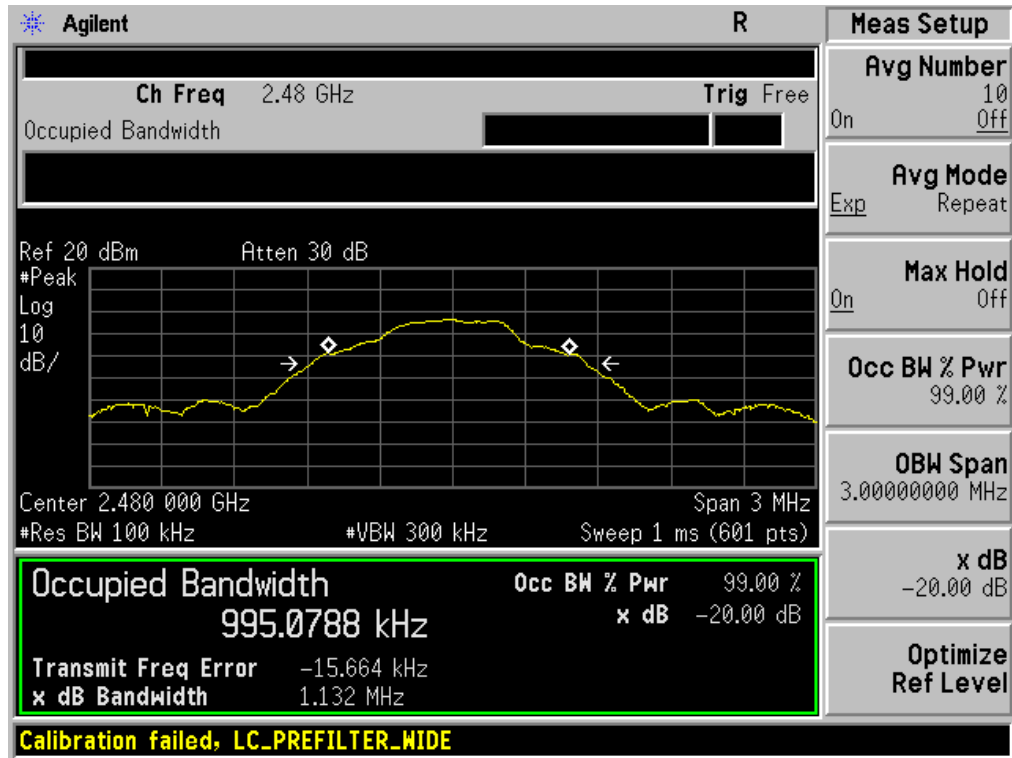 Agilent R Meas Setup
Ch Freq 2.48 GHz Trig Free
Occupied Bandwidth
Ref 20 dBm Atten 30 dB
#Peak
Log
10
dB/
Center 2.480 000 GHz Span 3 MHz
#Res BW 100 kHz #VBW 300 kHz Sweep 1 ms (601 pts)
Occupied Bandwidth Occ BW % Pwr 99.00 %
995.0788 kHz x dB -20.00 dB
Transmit Freq Error -15.664 kHz
x dB Bandwidth 1.132 MHz
Calibration failed, LC_PREFILTER_WIDE
Avg Number
10
On Off
Avg Mode
Exp Repeat
Max Hold
On Off
Occ BW % Pwr
99.00 %
OBW Span
3.00000000 MHz
x dB
-20.00 dB
Optimize
Ref Level